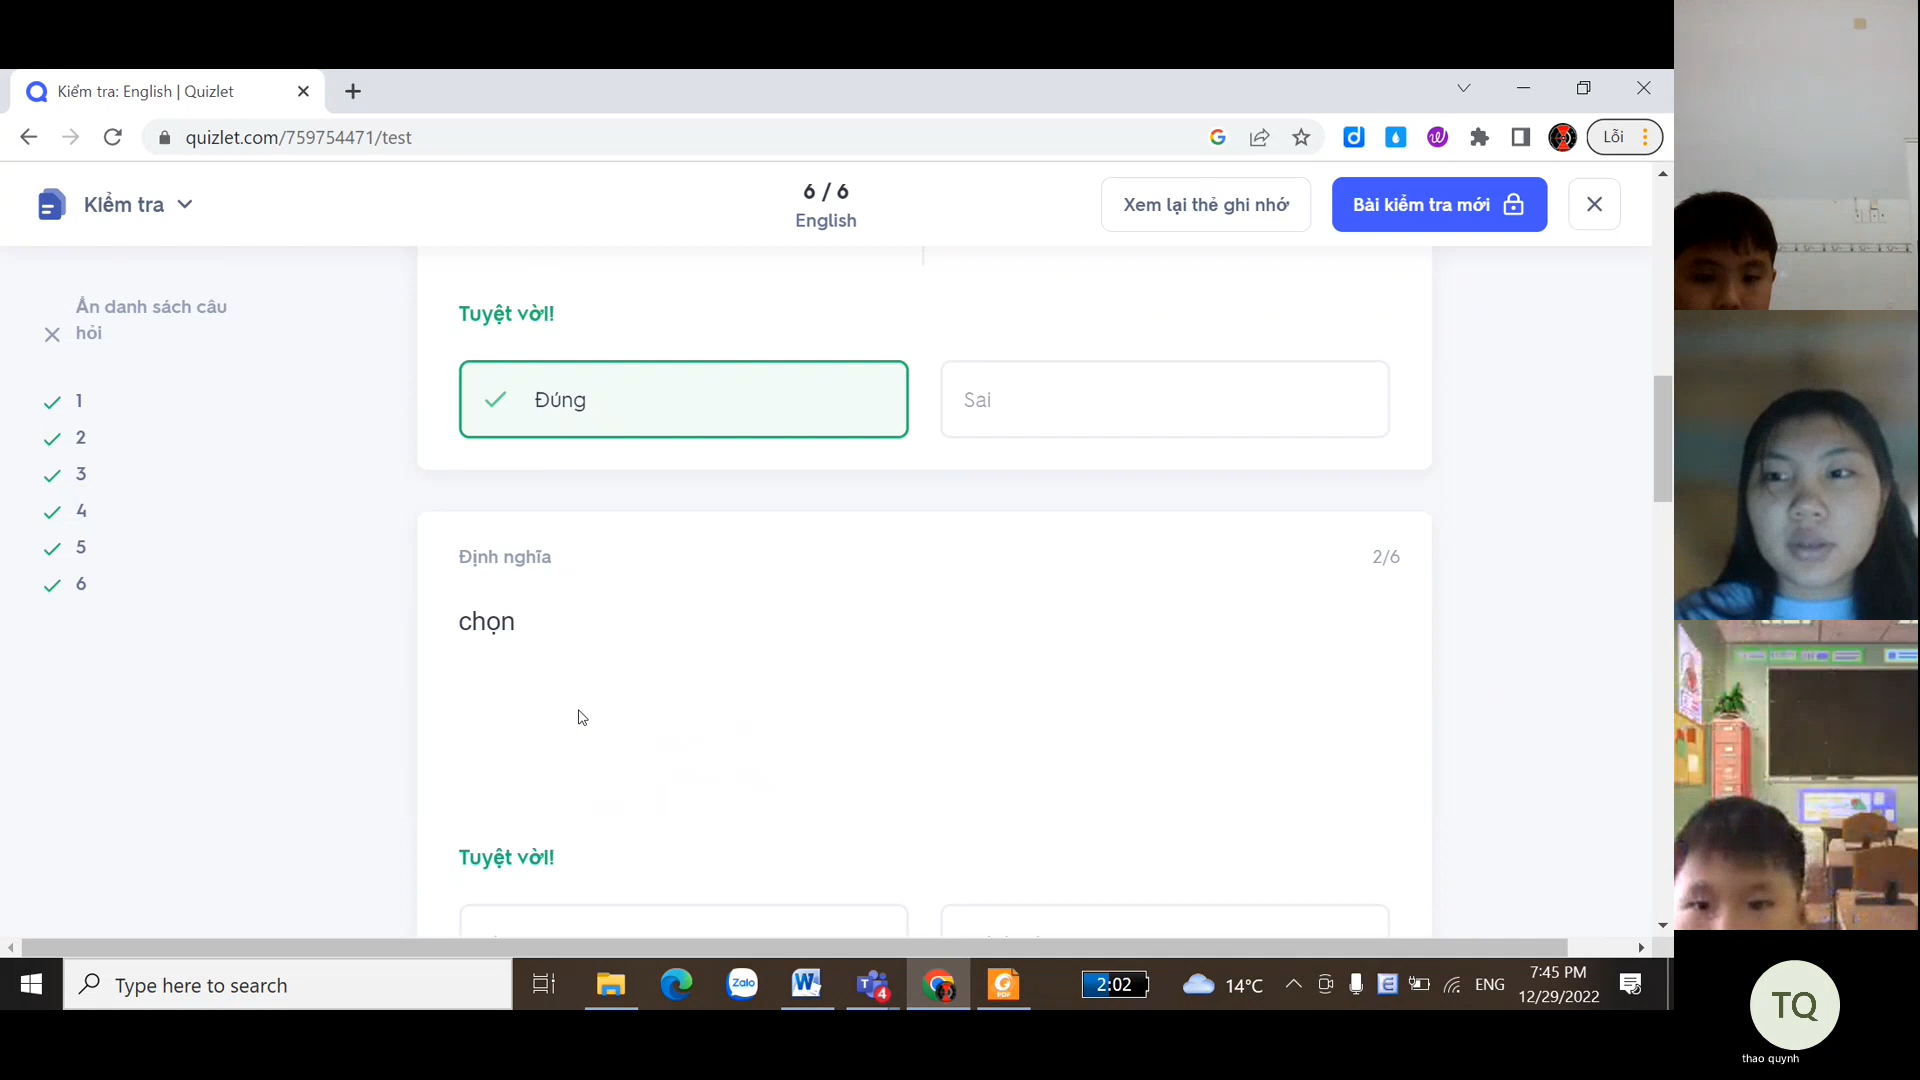 Kiểm tra: English | Quizlet
quizlet.com/759754471/test
Lỗi
Kiểm tra
6 / 6
English
Xem lại thẻ ghi nhớ
Bài kiểm tra mới
Ẩn danh sách câu
hỏi
1
2
3
4
5
6
Tuyệt vời!
Đúng
Sai
Định nghĩa
2/6
chọn
Tuyệt vời!
Type here to search
Zalo
4
2:02
14°C
ENG
7:45 PM
12/29/2022
TQ
thao quynh